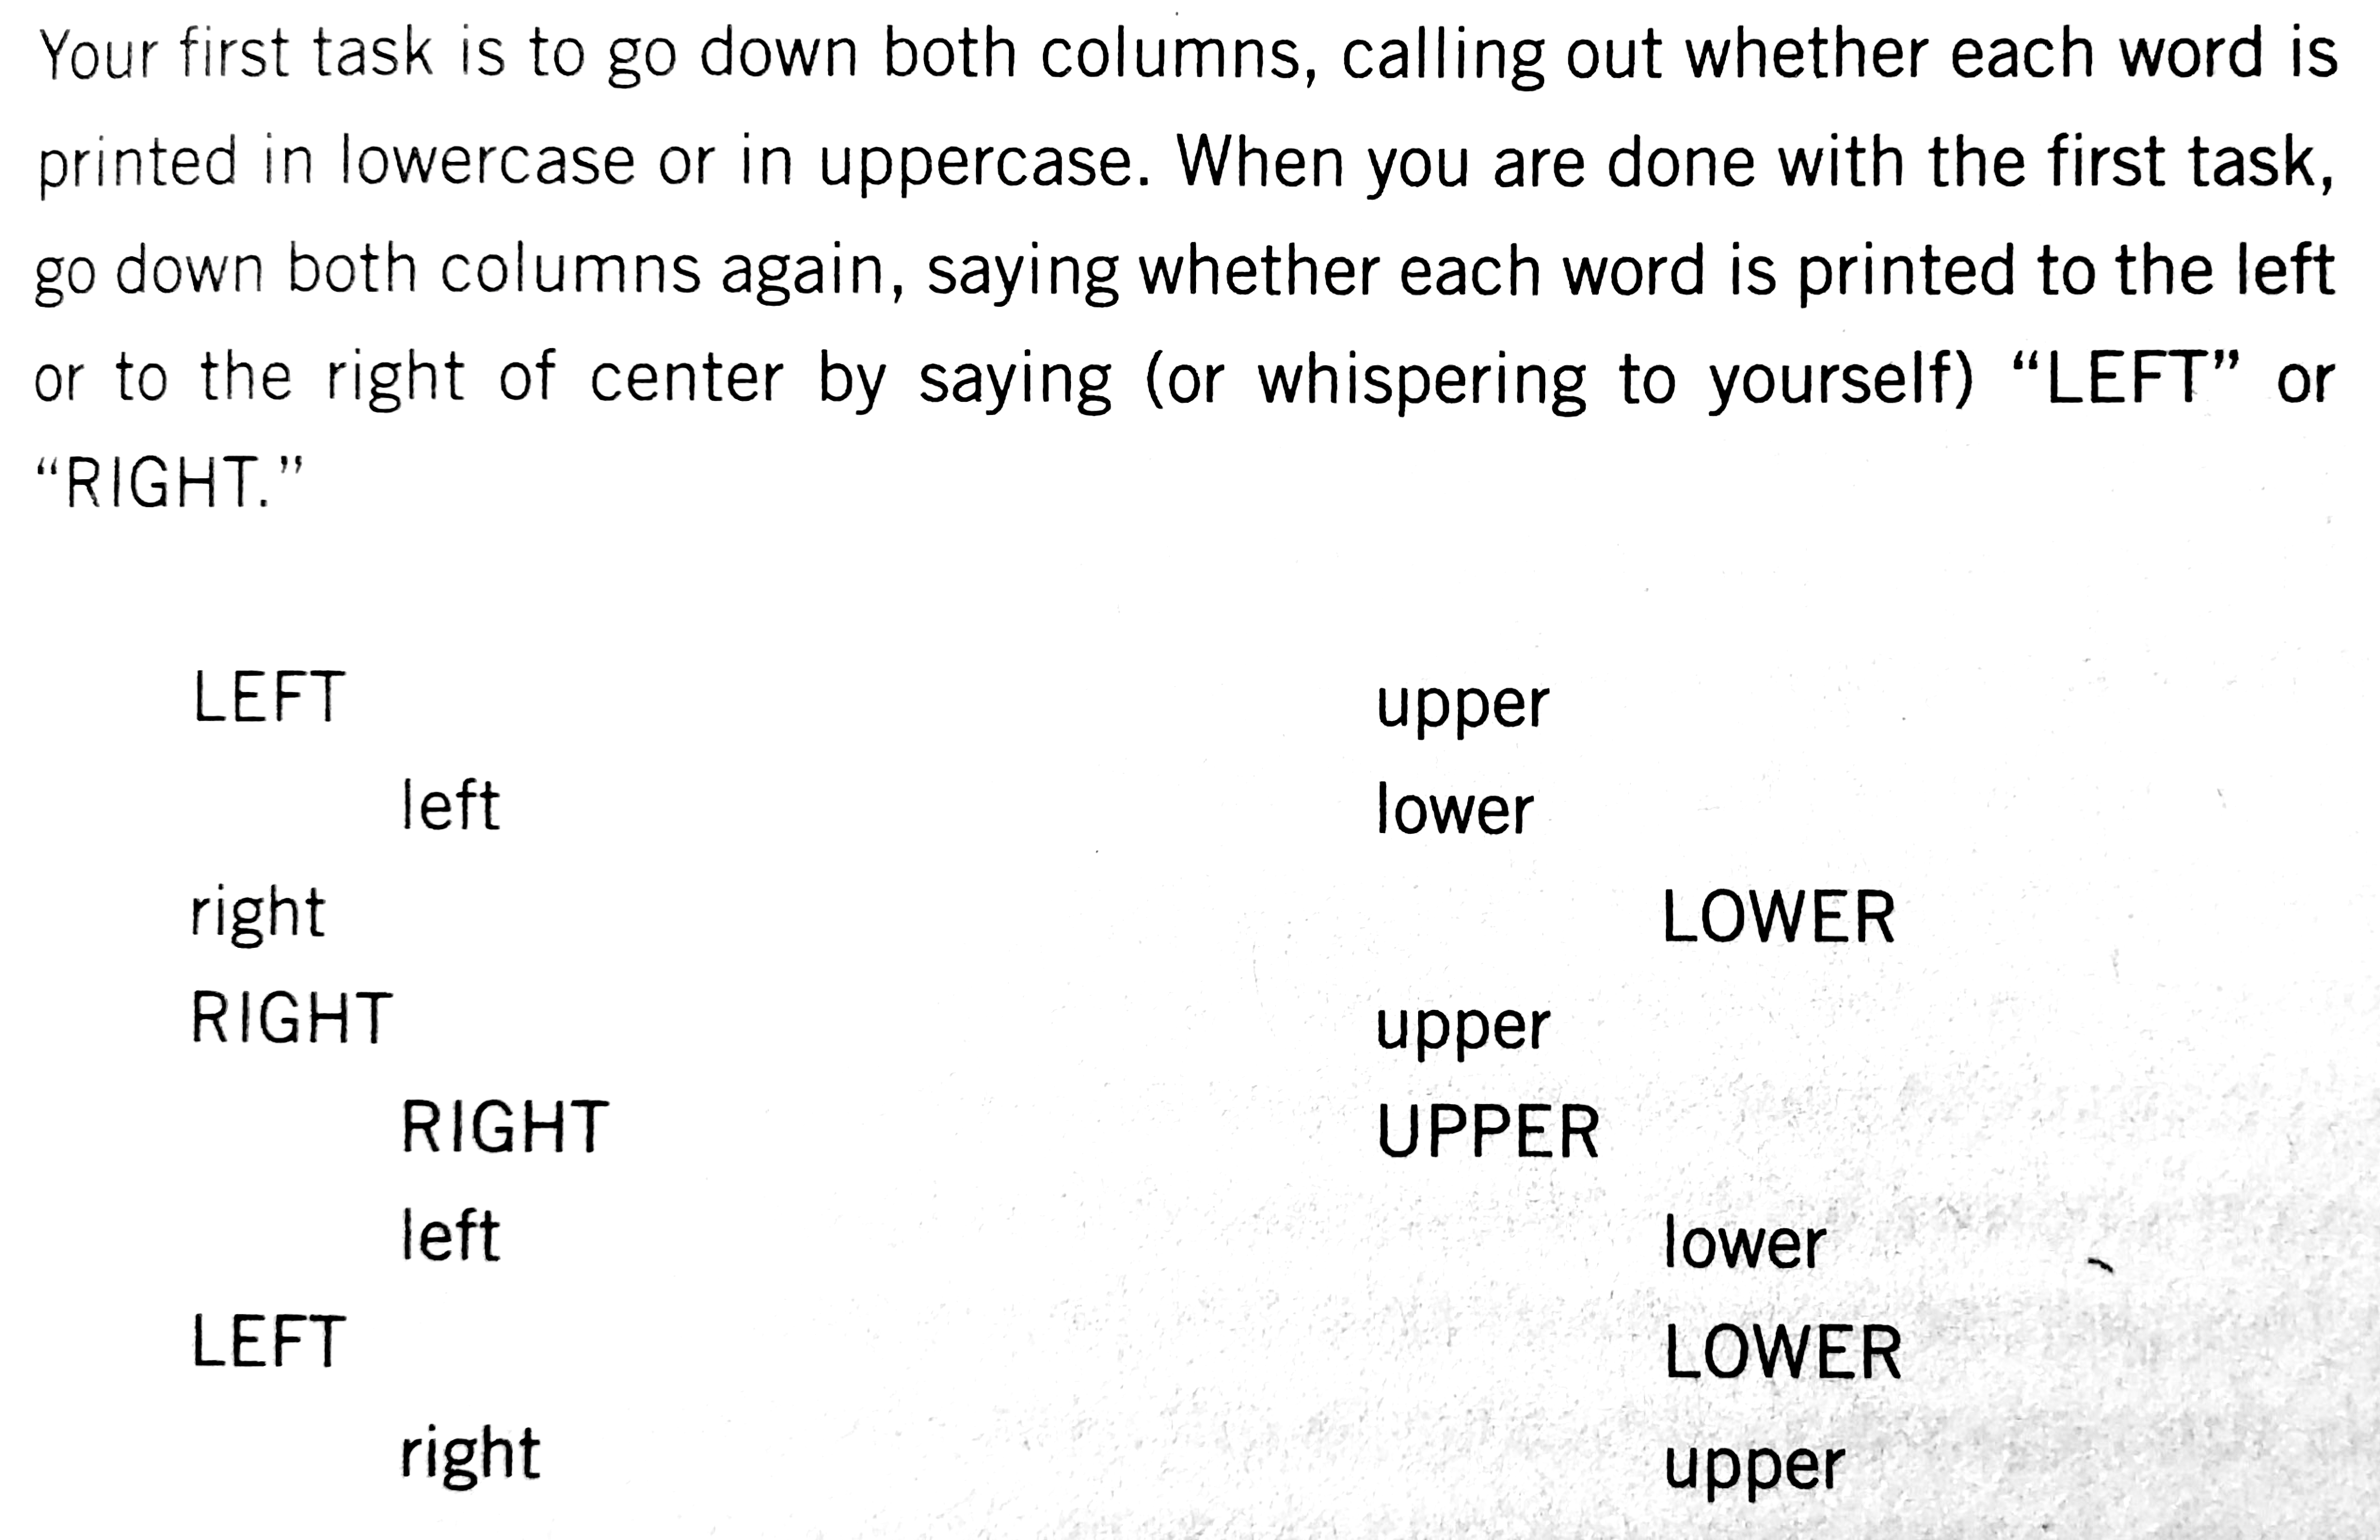 Your first task is to go down both columns, calling out whether each word is
printed in lowercase or in uppercase. When you are done with the first task,
go down both columns again, saying whether each word is printed to the left
or to the right of center by saying (or whispering to yourself) “LEFT” or
“RIGHT.”
LEFT
left
right
RIGHT
RIGHT
left
LEFT
right
upper
lower
LOWER
upper
UPPER
lower
LOWER
upper